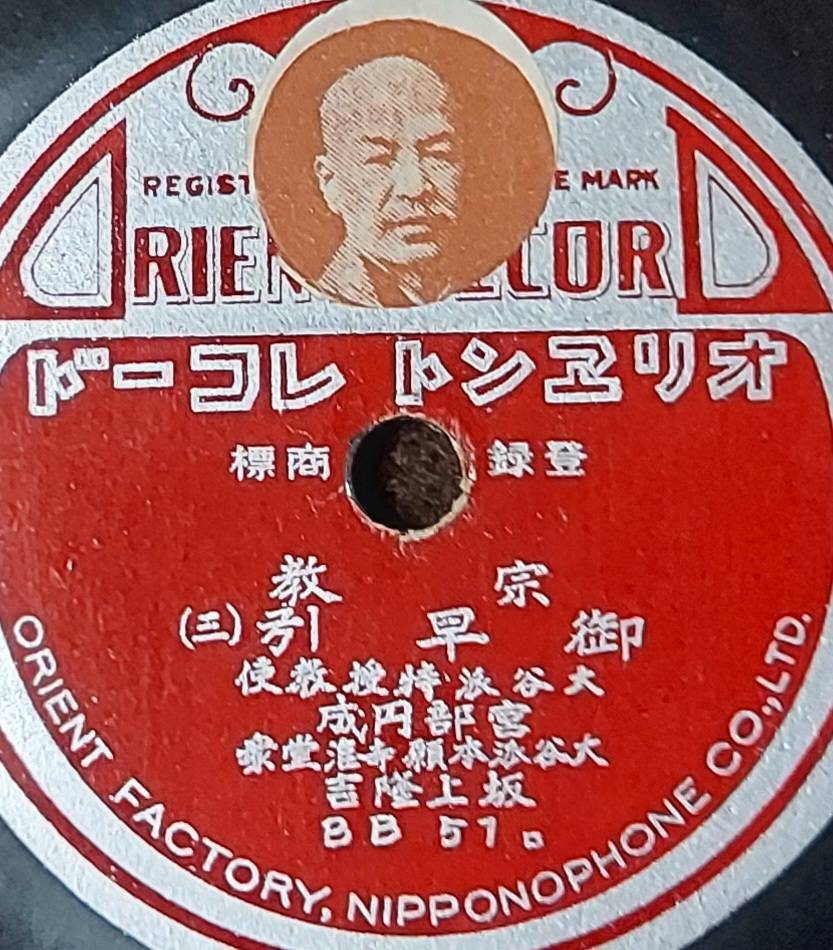 REGIST E MARK
RIEN ECOR
オリヱント レコード
登録 商標
宗教
御早引(三)
大谷派特授教使
宮部円成
大谷派本願寺准堂衆
坂上隆吉
BB
ORIENT FACTORY, NIPPONOPHONE CO., LTD.